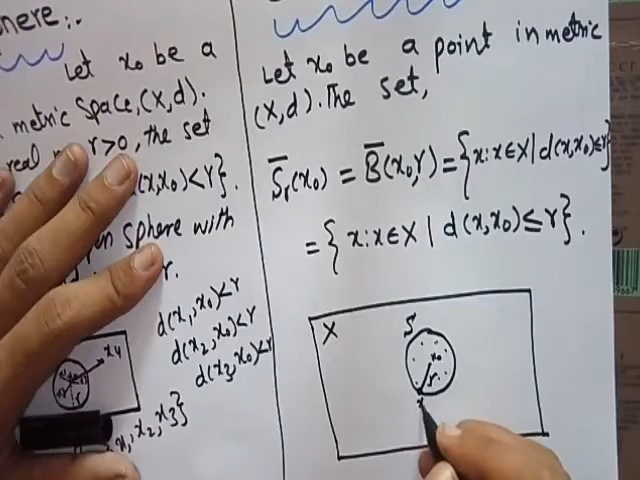 here:-
Let x₀ be a
metric space, (X,d).
real r>0, the set
(x,x₀)<r}.
sphere with
r.
d(x₁,x₀)<r
d(x₂,x₀)<r
d(x₃,x₀)<r
x₄
x₁,x₂,x₃}
Let x₀ be a point in metric
(X,d). The set,
S̅ᵣ(x₀) = B̅(x₀,r) = {x:x∈X | d(x,x₀)≤r}
= {x:x∈X | d(x,x₀)≤r}.
X
S
x₀
r
x